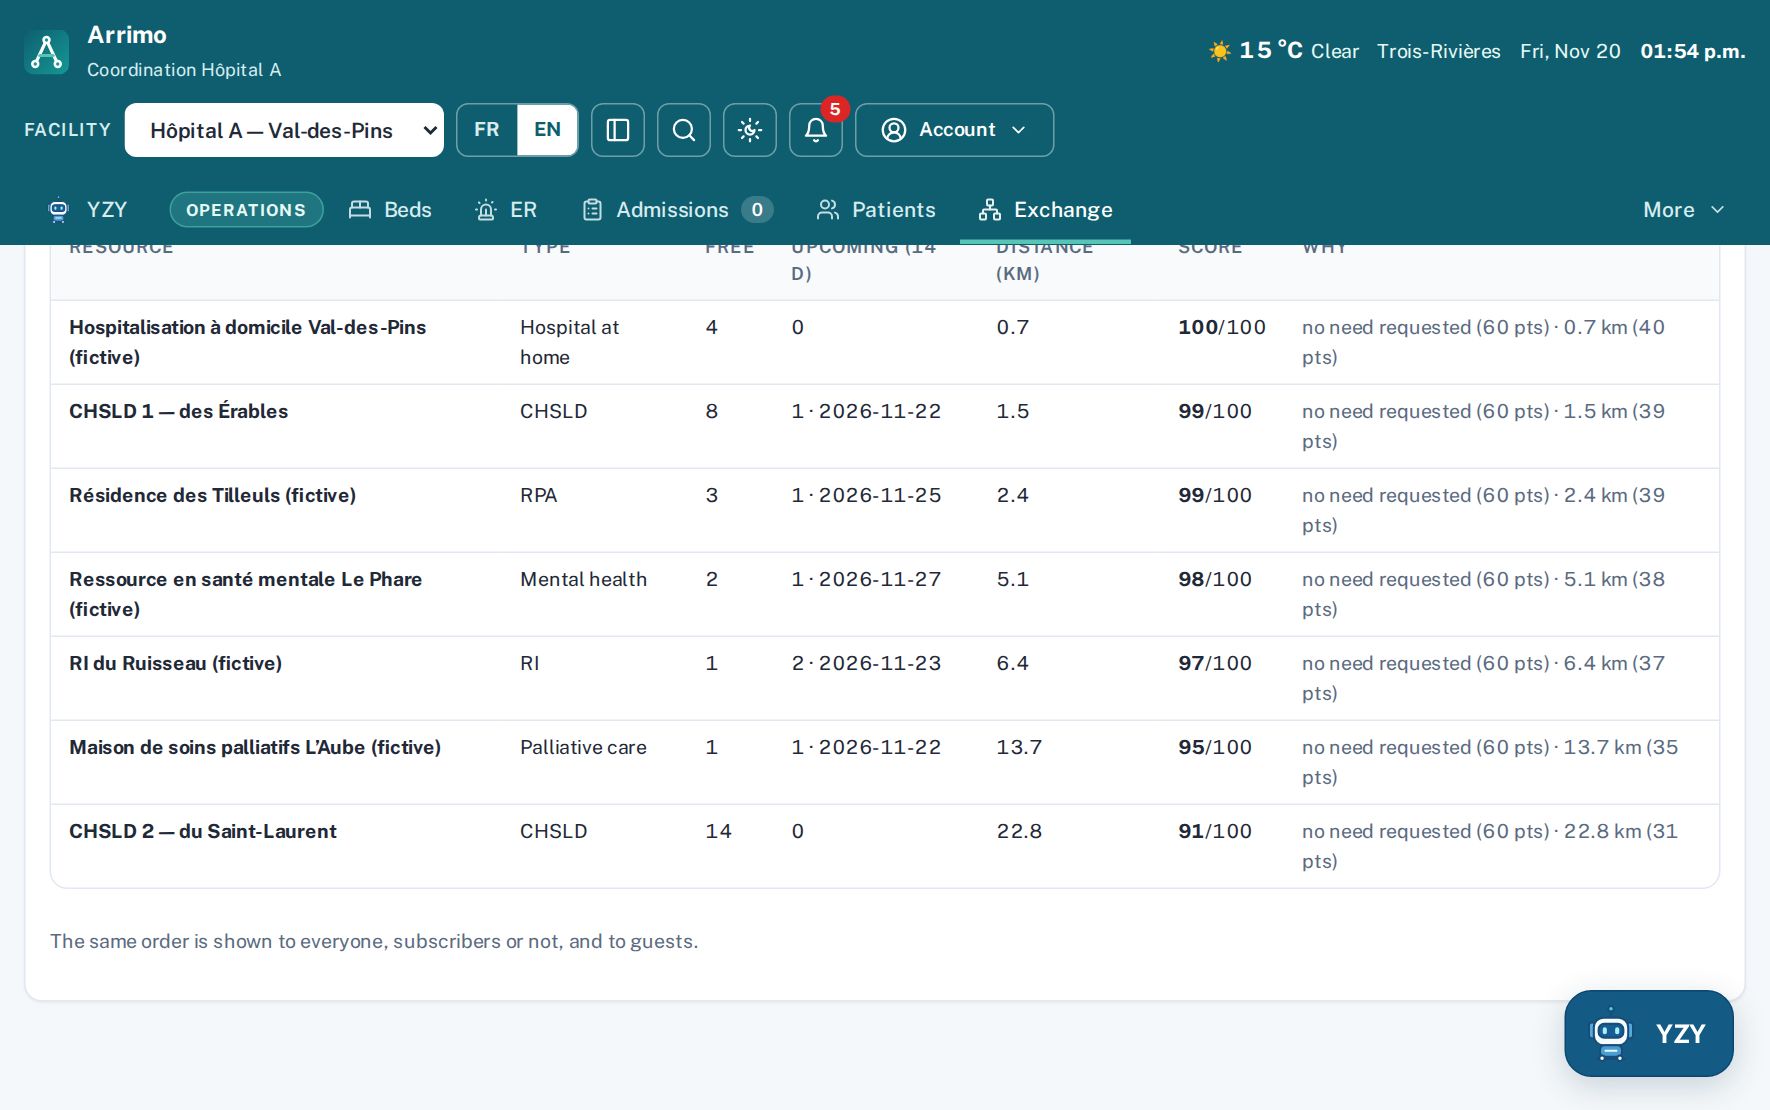 Arrimo
Coordination Hôpital A
☀️ 15 °C Clear Trois-Rivières Fri, Nov 20 01:54 p.m.
FACILITY Hôpital A — Val-des-Pins FR EN 5 Account
YZY OPERATIONS Beds ER Admissions 0 Patients Exchange More
RESOURCE TYPE FREE UPCOMING (14 D) DISTANCE (KM) SCORE WHY
Hospitalisation à domicile Val-des-Pins (fictive) Hospital at home 4 0 0.7 100/100 no need requested (60 pts) · 0.7 km (40 pts)
CHSLD 1 — des Érables CHSLD 8 1 · 2026-11-22 1.5 99/100 no need requested (60 pts) · 1.5 km (39 pts)
Résidence des Tilleuls (fictive) RPA 3 1 · 2026-11-25 2.4 99/100 no need requested (60 pts) · 2.4 km (39 pts)
Ressource en santé mentale Le Phare (fictive) Mental health 2 1 · 2026-11-27 5.1 98/100 no need requested (60 pts) · 5.1 km (38 pts)
RI du Ruisseau (fictive) RI 1 2 · 2026-11-23 6.4 97/100 no need requested (60 pts) · 6.4 km (37 pts)
Maison de soins palliatifs L'Aube (fictive) Palliative care 1 1 · 2026-11-22 13.7 95/100 no need requested (60 pts) · 13.7 km (35 pts)
CHSLD 2 — du Saint-Laurent CHSLD 14 0 22.8 91/100 no need requested (60 pts) · 22.8 km (31 pts)
The same order is shown to everyone, subscribers or not, and to guests.
YZY